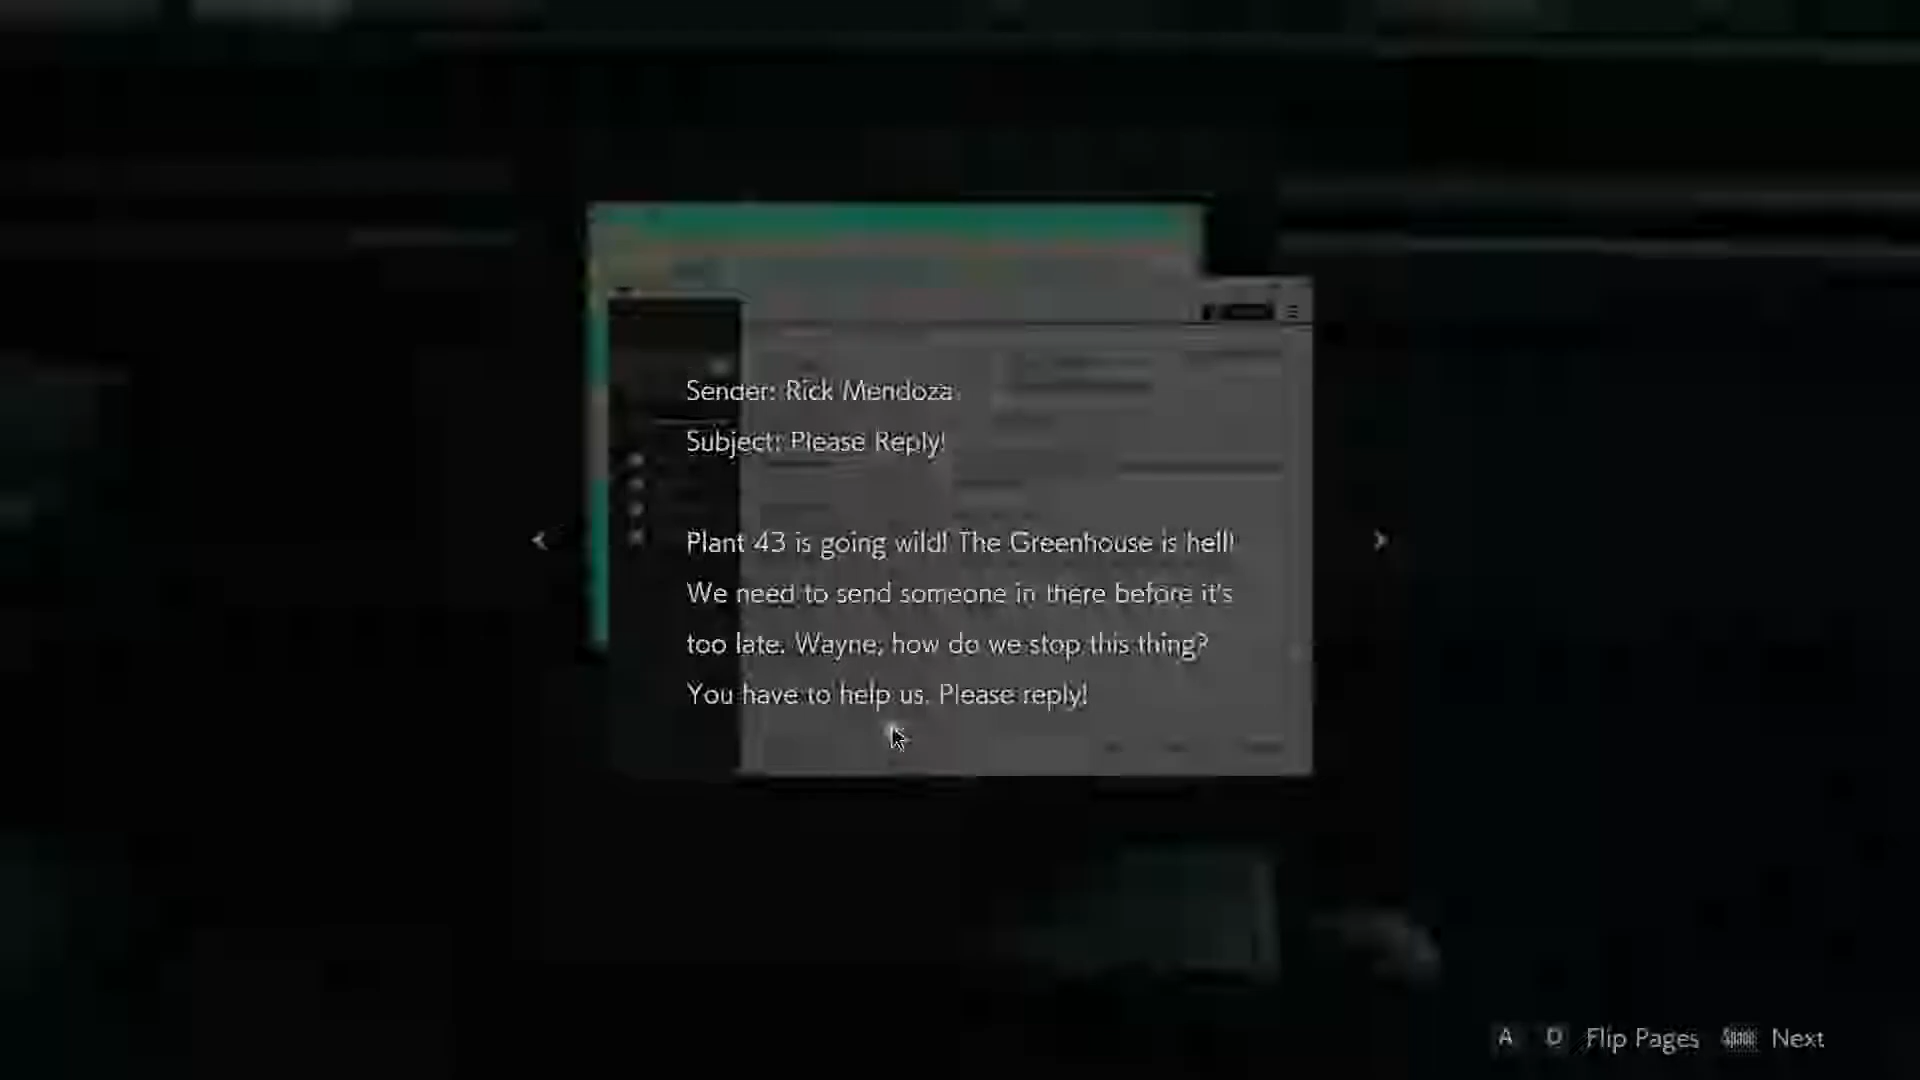 Sender: Rick Mendoza
Subject: Please Reply!
Plant 43 is going wild! The Greenhouse is hell!
We need to send someone in there before it's
too late. Wayne, how do we stop this thing?
You have to help us. Please reply!
A D Flip Pages Space Next